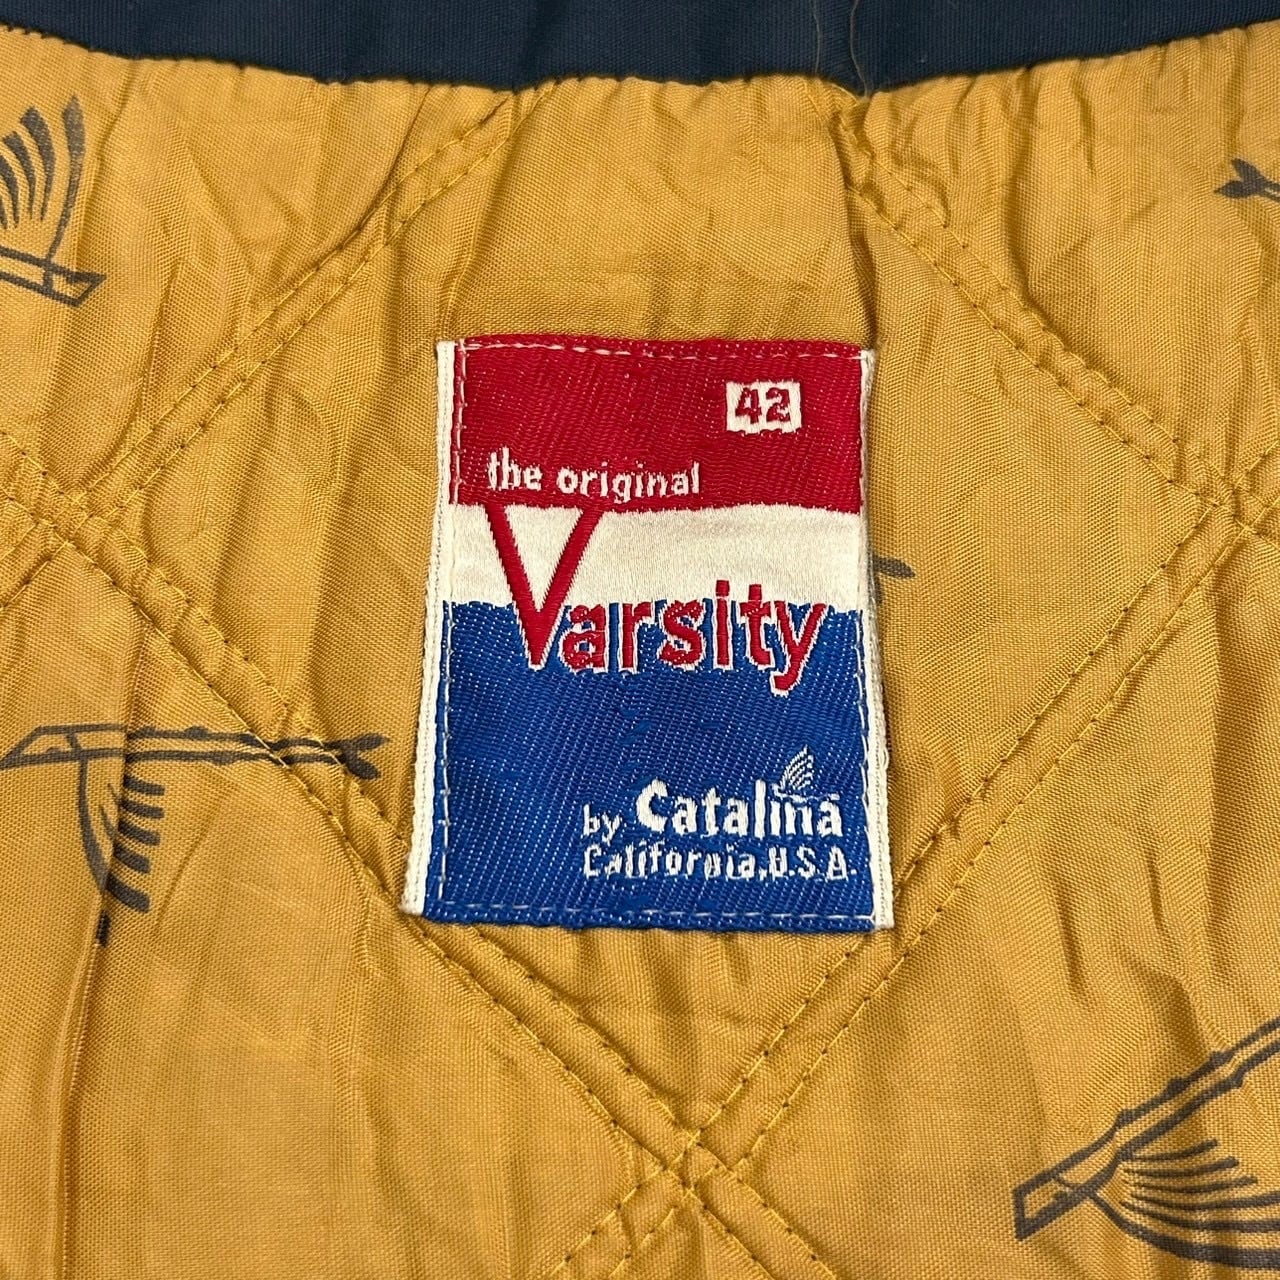 42
the original
Varsity
by Catalina
California, U.S.A.